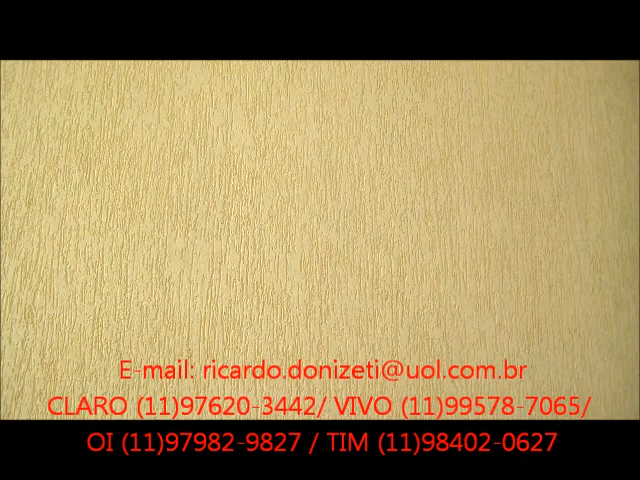 E-mail: ricardo.donizeti@uol.com.br
CLARO (11)97620-3442/ VIVO (11)99578-7065/
OI (11)97982-9827 / TIM (11)98402-0627